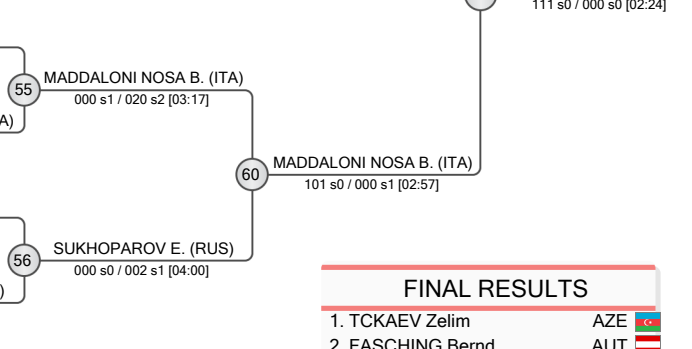 111 s0 / 000 s0 [02:24]
55
MADDALONI NOSA B. (ITA)
000 s1 / 020 s2 [03:17]
A)
60
MADDALONI NOSA B. (ITA)
101 s0 / 000 s1 [02:57]
56
SUKHOPAROV E. (RUS)
000 s0 / 002 s1 [04:00]
)
FINAL RESULTS
1. TCKAEV Zelim AZE
2. FASCHING Bernd AUT